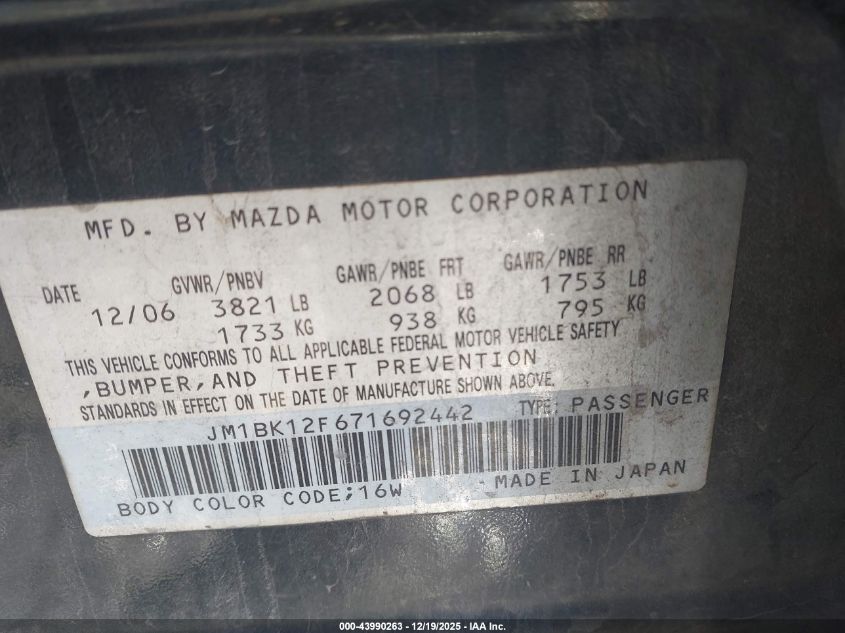 MFD. BY MAZDA MOTOR CORPORATION
DATE GVWR/PNBV GAWR/PNBE FRT GAWR/PNBE RR
12/06 3821 LB 2068 LB 1753 LB
1733 KG 938 KG 795 KG
THIS VEHICLE CONFORMS TO ALL APPLICABLE FEDERAL MOTOR VEHICLE SAFETY
,BUMPER,AND THEFT PREVENTION
STANDARDS IN EFFECT ON THE DATE OF MANUFACTURE SHOWN ABOVE.
JM1BK12F671692442 TYPE: PASSENGER
BODY COLOR CODE;16W MADE IN JAPAN
000-43990263 - 12/19/2025 - IAA Inc.